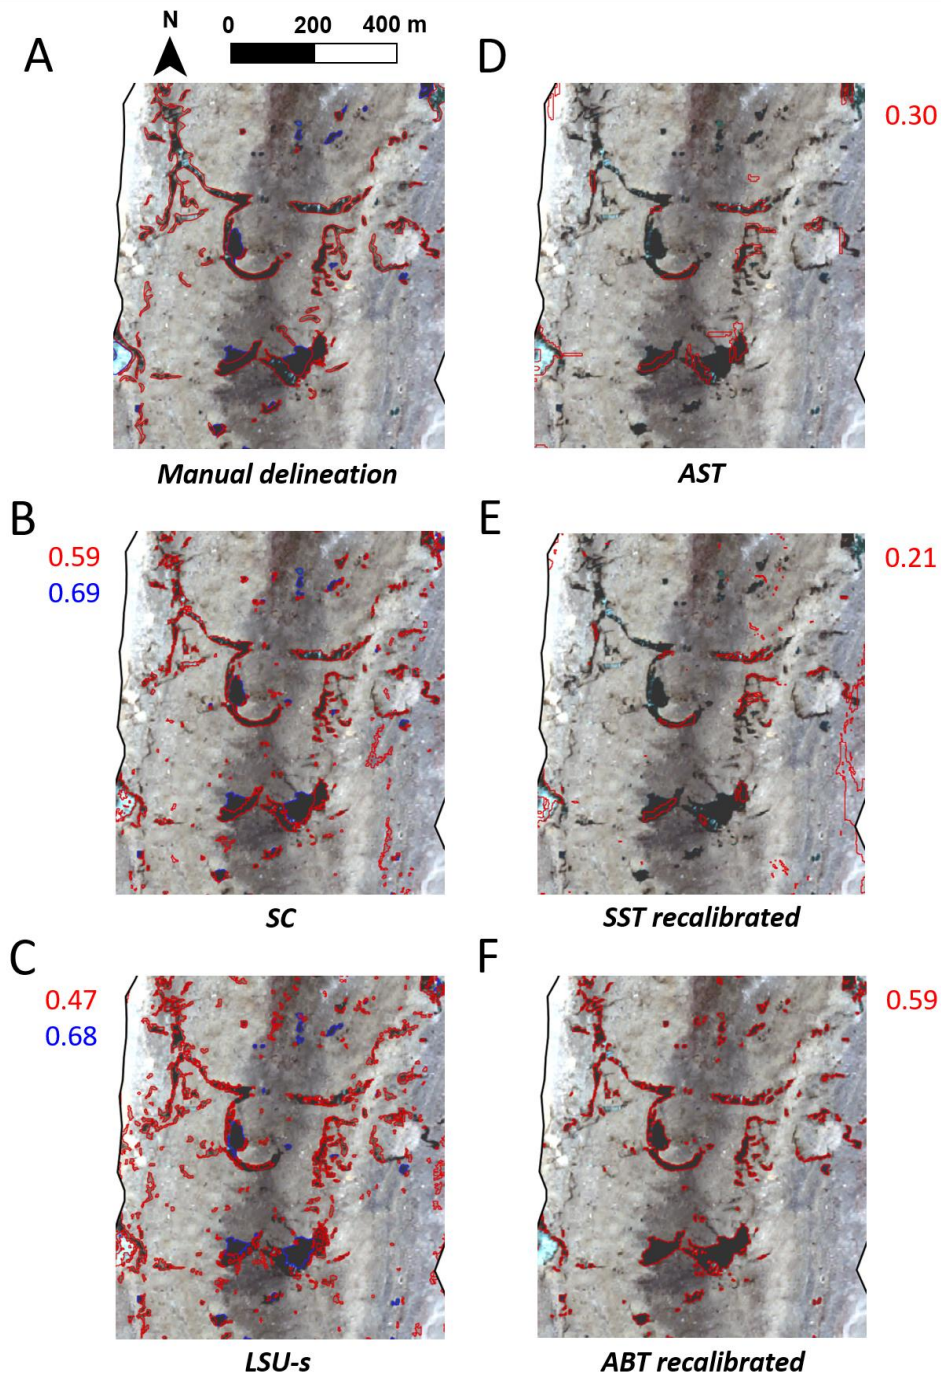 N
0 200 400 m
A
D
0.30
Manual delineation
AST
B
E
0.59
0.69
0.21
SC
SST recalibrated
C
F
0.47
0.68
0.59
LSU-s
ABT recalibrated